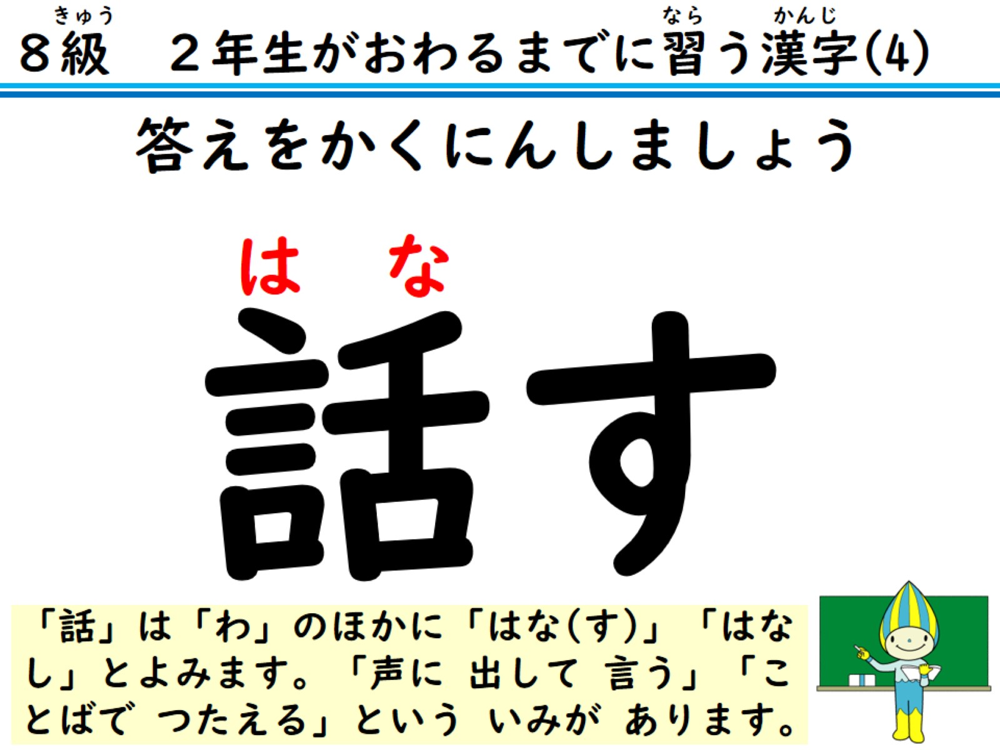 きゅう なら かんじ
8級　2年生がおわるまでに習う漢字(4)
答えをかくにんしましょう
はな
話す
「話」は「わ」のほかに「はな(す)」「はな
し」とよみます。「声に 出して 言う」「こ
とばで つたえる」という いみが あります。